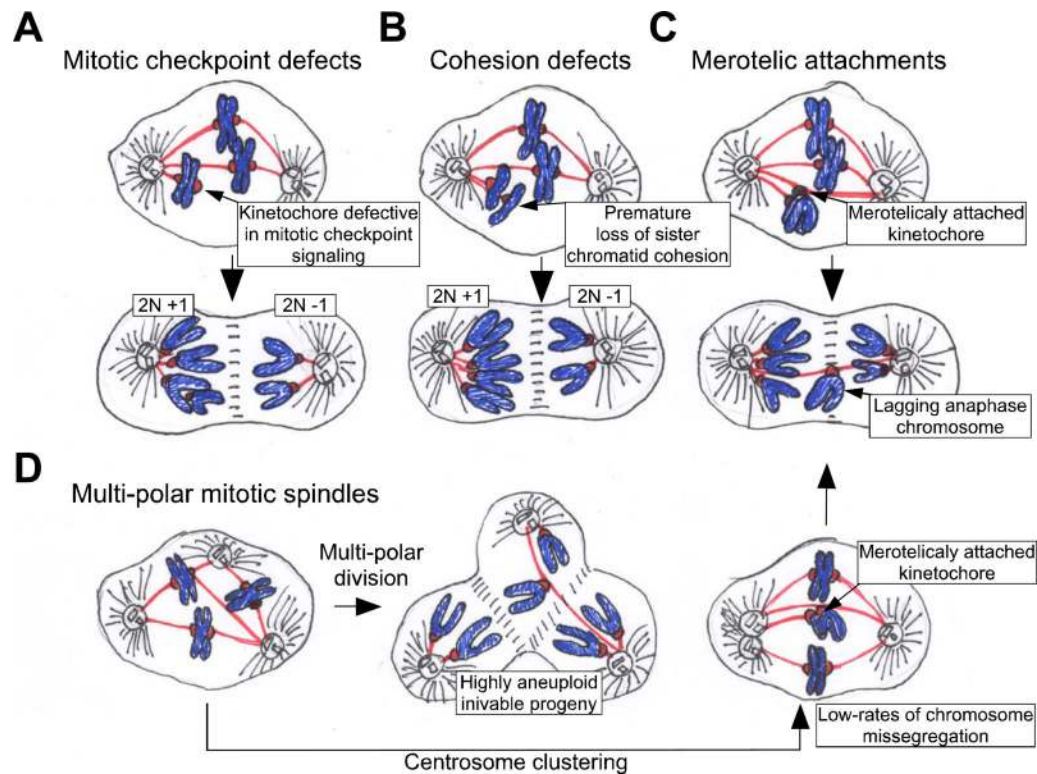 A
Mitotic checkpoint defects
Kinetochore defective
in mitotic checkpoint
signaling
2N +1
2N -1
B
Cohesion defects
Premature
loss of sister
chromatid cohesion
2N +1
2N -1
C
Merotelic attachments
Merotelicaly attached
kinetochore
Lagging anaphase
chromosome
D
Multi-polar mitotic spindles
Multi-polar
division
Highly aneuploid
inivable progeny
Merotelicaly attached
kinetochore
Low-rates of chromosome
missegregation
Centrosome clustering